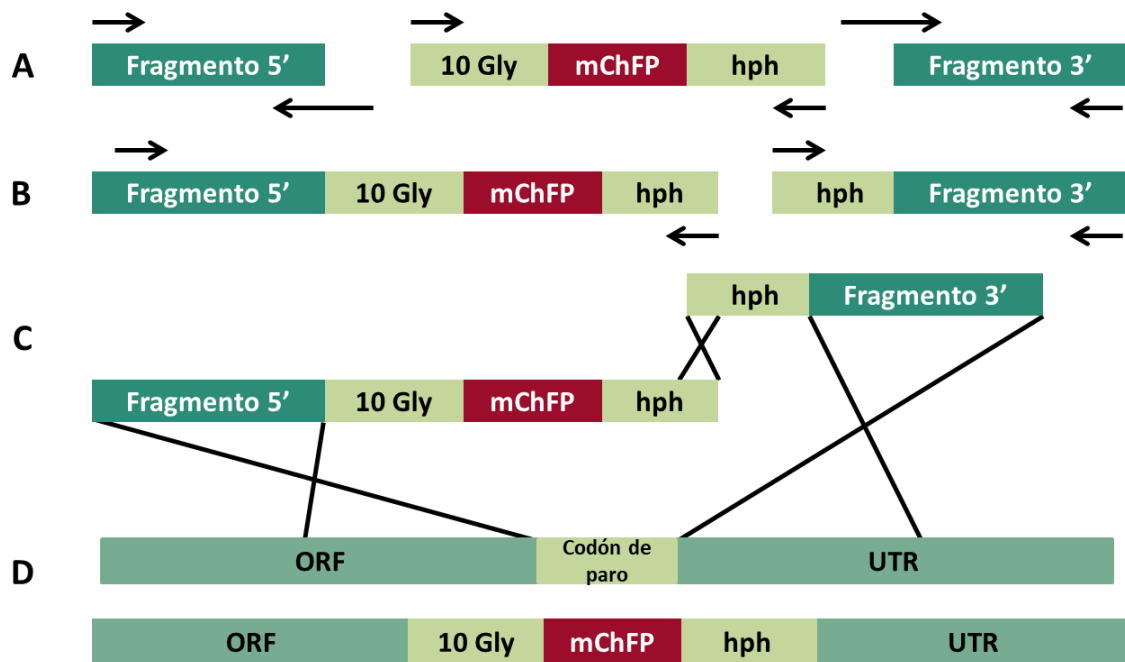 A
Fragmento 5’
10 Gly
mChFP
hph
Fragmento 3’
B
Fragmento 5’
10 Gly
mChFP
hph
hph
Fragmento 3’
C
hph
Fragmento 3’
Fragmento 5’
10 Gly
mChFP
hph
D
ORF
Codón de
paro
UTR
ORF
10 Gly
mChFP
hph
UTR